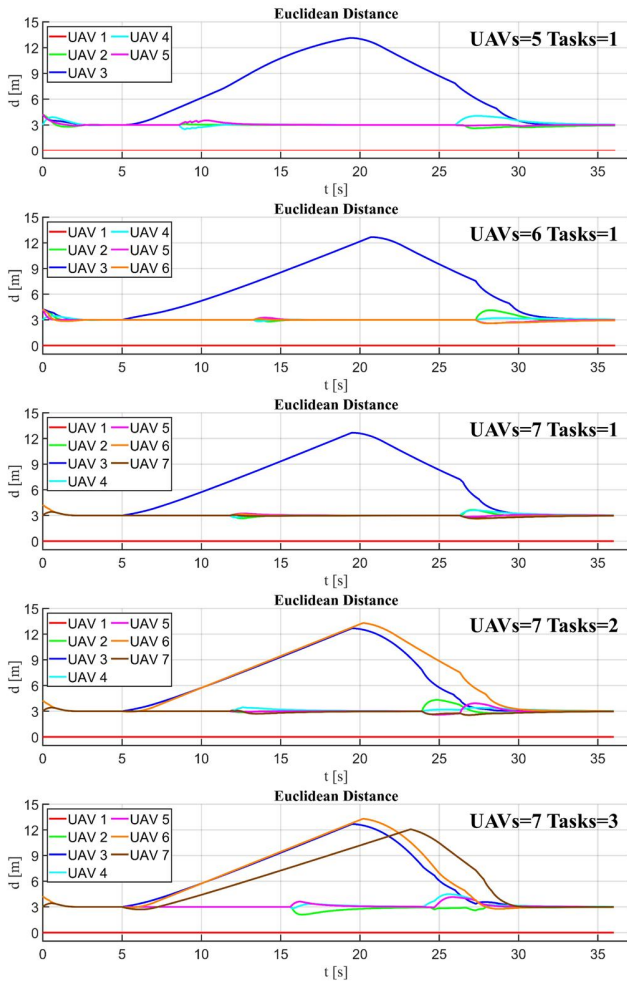 Euclidean Distance
15
12
9
6
3
0
d [m]
UAV 1 UAV 4
UAV 2 UAV 5
UAV 3
UAVs=5 Tasks=1
0 5 10 15 20 25 30 35
t [s]
Euclidean Distance
15
12
9
6
3
0
d [m]
UAV 1 UAV 4
UAV 2 UAV 5
UAV 3 UAV 6
UAVs=6 Tasks=1
0 5 10 15 20 25 30 35
t [s]
Euclidean Distance
15
12
9
6
3
0
d [m]
UAV 1 UAV 5
UAV 2 UAV 6
UAV 3 UAV 7
UAV 4
UAVs=7 Tasks=1
0 5 10 15 20 25 30 35
t [s]
Euclidean Distance
15
12
9
6
3
0
d [m]
UAV 1 UAV 5
UAV 2 UAV 6
UAV 3 UAV 7
UAV 4
UAVs=7 Tasks=2
0 5 10 15 20 25 30 35
t [s]
Euclidean Distance
15
12
9
6
3
0
d [m]
UAV 1 UAV 5
UAV 2 UAV 6
UAV 3 UAV 7
UAV 4
UAVs=7 Tasks=3
0 5 10 15 20 25 30 35
t [s]